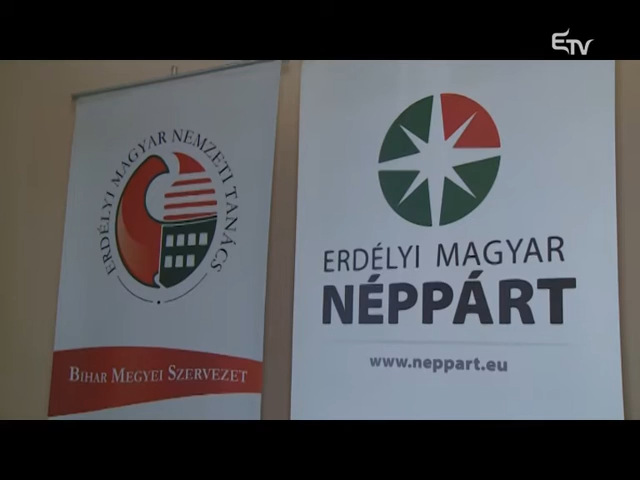 ETV
ERDÉLYI MAGYAR NEMZETI TANÁCS
BIHAR MEGYEI SZERVEZET
ERDÉLYI MAGYAR
NÉPPÁRT
www.neppart.eu